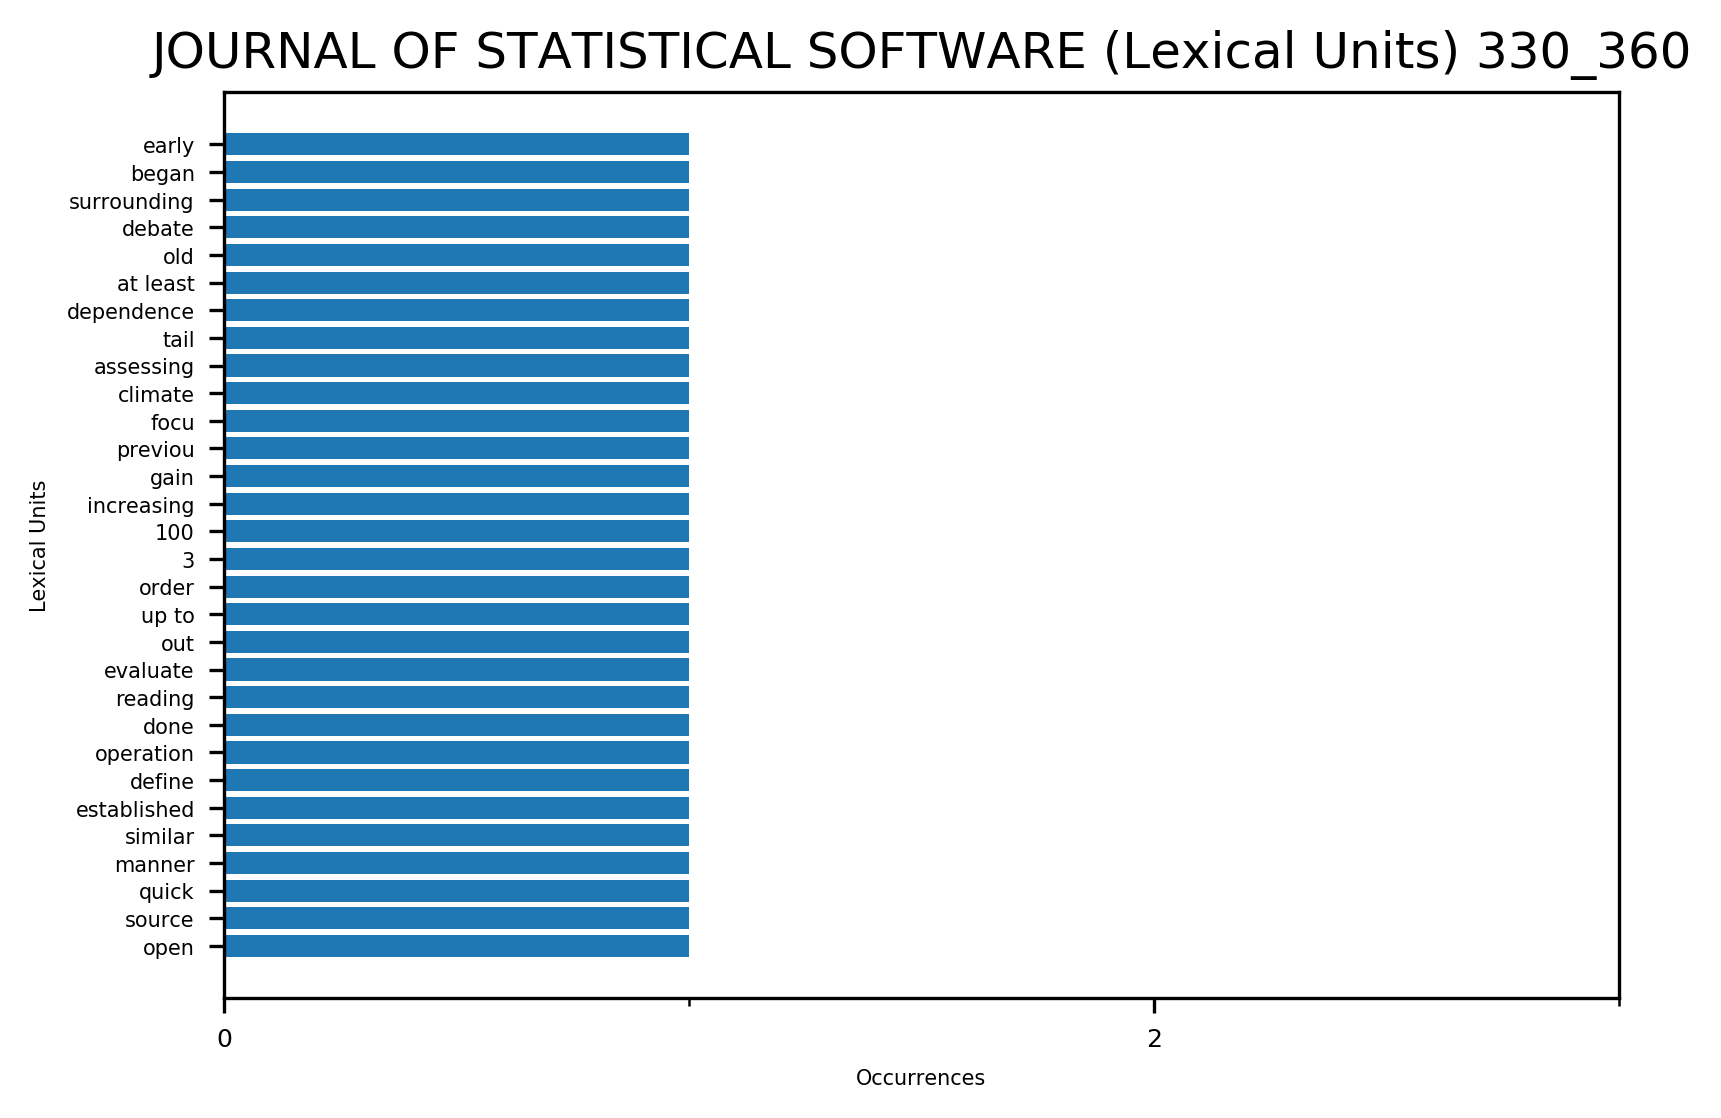 JOURNAL OF STATISTICAL SOFTWARE (Lexical Units) 330_360
early
began
surrounding
debate
old
at least
dependence
tail
assessing
climate
focu
previou
gain
increasing
100
3
order
up to
out
evaluate
reading
done
operation
define
established
similar
manner
quick
source
open
Lexical Units
0
2
Occurrences